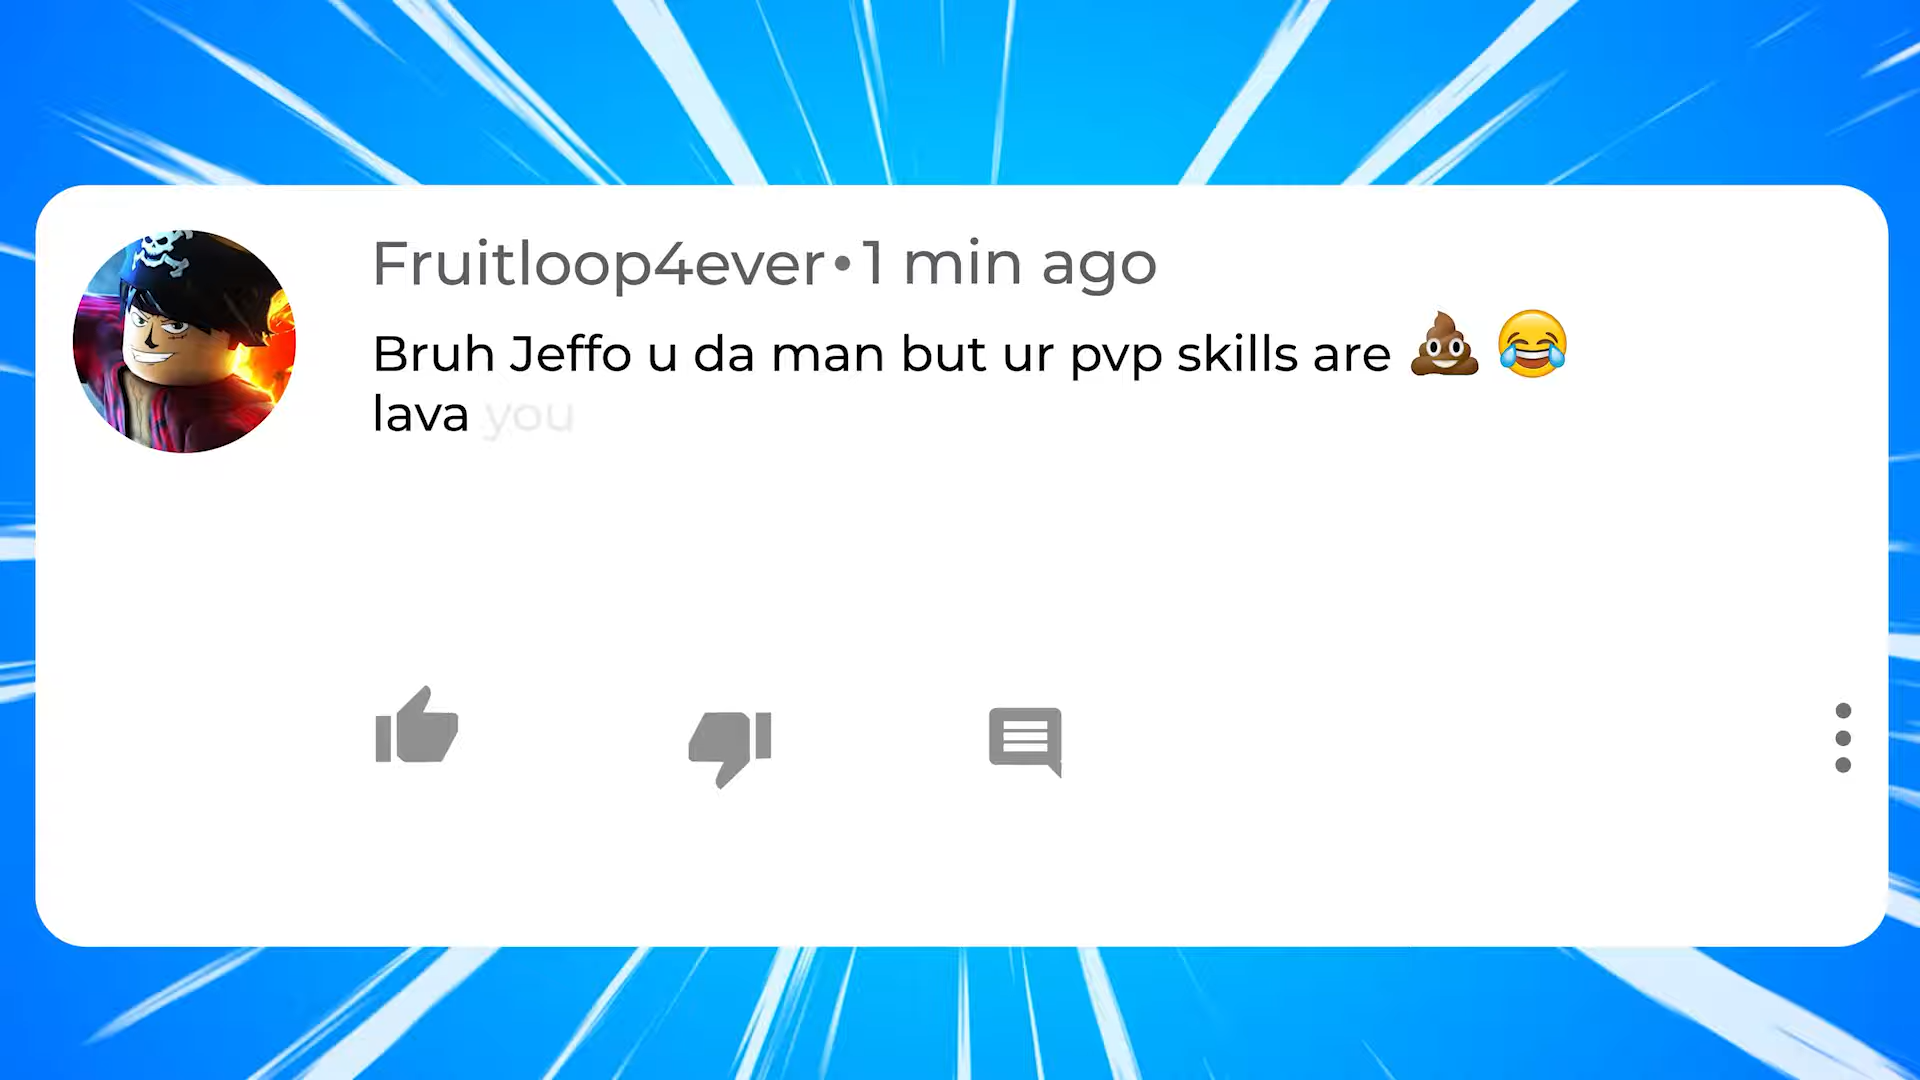 Fruitloop4ever•1 min ago
Bruh Jeffo u da man but ur pvp skills are 💩 😂
lava you